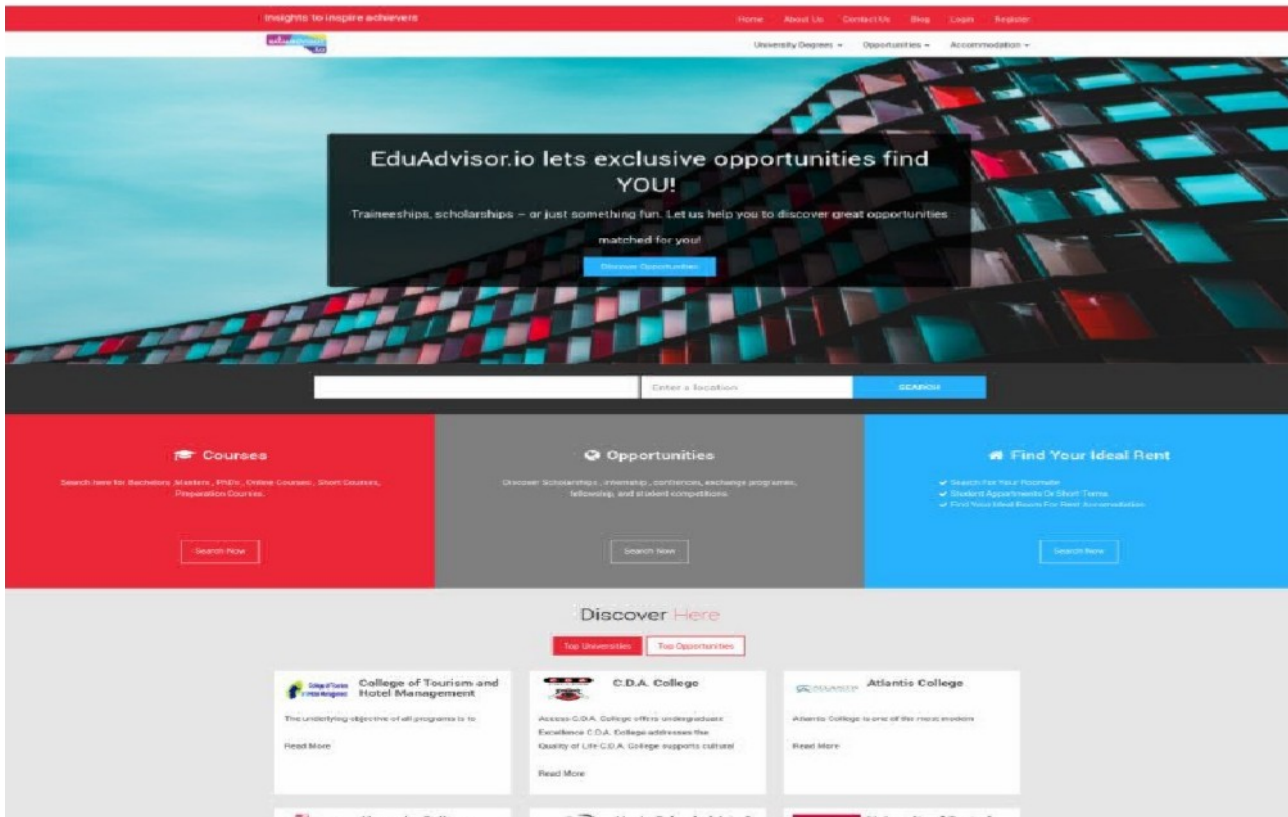 Insights to inspire achievers
Home About Us Contact Us Blog Login Register
University Degrees Opportunities Accommodation
EduAdvisor.io lets exclusive opportunities find
YOU!
Traineeships, scholarships – or just something fun. Let us help you to discover great opportunities
matched for you!
Discover Opportunities
Enter a location
SEARCH
Courses
Search here for Bachelors, Masters, PhD's, Online Courses, Short Courses,
Preparation Courses.
Search Now
Opportunities
Discover Scholarships, internship, exchange programes,
fellowship, and student competitions.
Search Now
Find Your Ideal Rent
Search For Your Roomate
Student Appartments Or Short Terms
Find Your Ideal Room For Rent Accomodation
Search Now
Discover Here
Top Universities Top Opportunities
College of Tourism and
Hotel Management
The underlying objective of all programs is to
Read More
C.D.A. College
Access C.D.A. College offers undergraduate
Excellence C.D.A. College addresses the
Quality of Life C.D.A. College supports cultural
Read More
Atlantis College
Atlantis College is one of the most modern
Read More